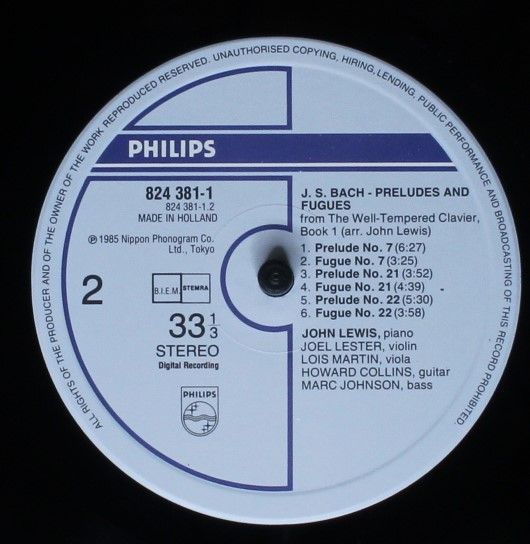 ALL RIGHTS OF THE PRODUCER AND OF THE OWNER OF THE WORK REPRODUCED RESERVED. UNAUTHORISED COPYING, HIRING, LENDING, PUBLIC PERFORMANCE AND BROADCASTING OF THIS RECORD PROHIBITED.
PHILIPS
824 381-1
824 381-1.2
MADE IN HOLLAND
℗ 1985 Nippon Phonogram Co.
Ltd., Tokyo
2
B.I.E.M. STEMRA
33 1/3
STEREO
Digital Recording
PHILIPS
J. S. BACH - PRELUDES AND
FUGUES
from The Well-Tempered Clavier,
Book 1 (arr. John Lewis)
1. Prelude No. 7 (6:27)
2. Fugue No. 7 (3:25)
3. Prelude No. 21 (3:52)
4. Fugue No. 21 (4:39)
5. Prelude No. 22 (5:30)
6. Fugue No. 22 (3:58)
JOHN LEWIS, piano
JOEL LESTER, violin
LOIS MARTIN, viola
HOWARD COLLINS, guitar
MARC JOHNSON, bass